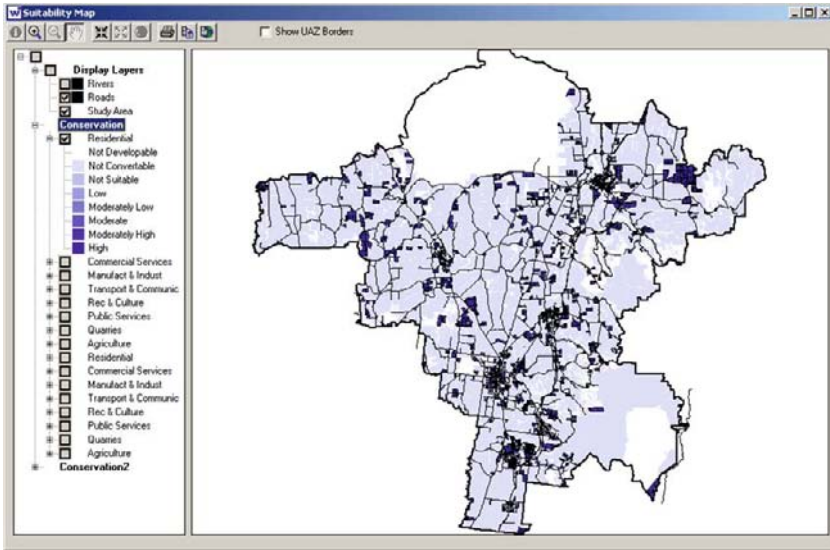 Suitability Map
Show UAZ Borders
Display Layers
Rivers
Roads
Study Area
Conservation
Residential
Not Developable
Not Convertable
Not Suitable
Low
Moderately Low
Moderate
Moderately High
High
Commercial Services
Manufact & Indust
Transport & Communic
Rec & Culture
Public Services
Quarries
Agriculture
Residential
Commercial Services
Manufact & Indust
Transport & Communic
Rec & Culture
Public Services
Quarries
Agriculture
Conservation2